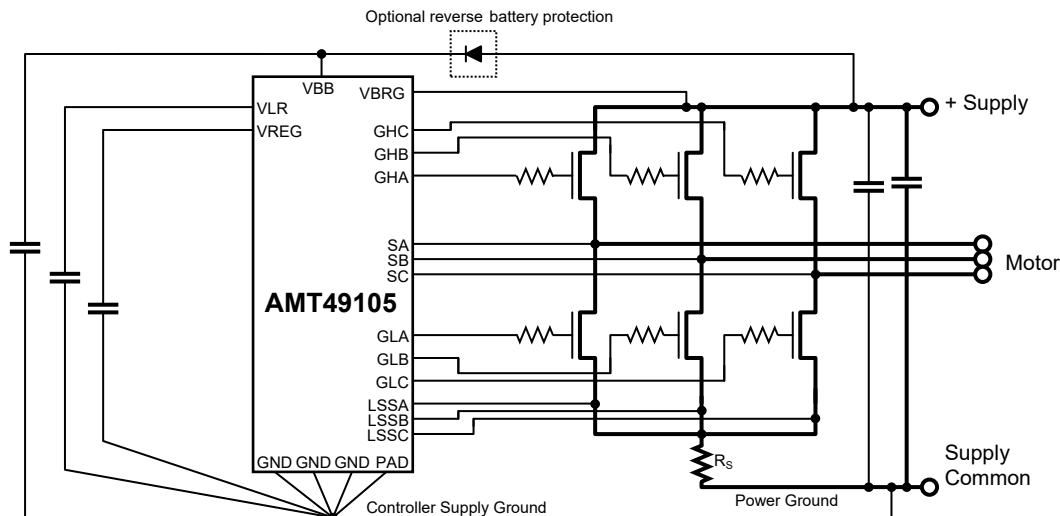 Optional reverse battery protection
VBB
VBRG
+ Supply
VLR
VREG
GHC
GHB
GHA
SA
SB
SC
Motor
AMT49105
GLA
GLB
GLC
LSSA
LSSB
LSSC
GND GND GND PAD
RS
Supply
Common
Controller Supply Ground
Power Ground